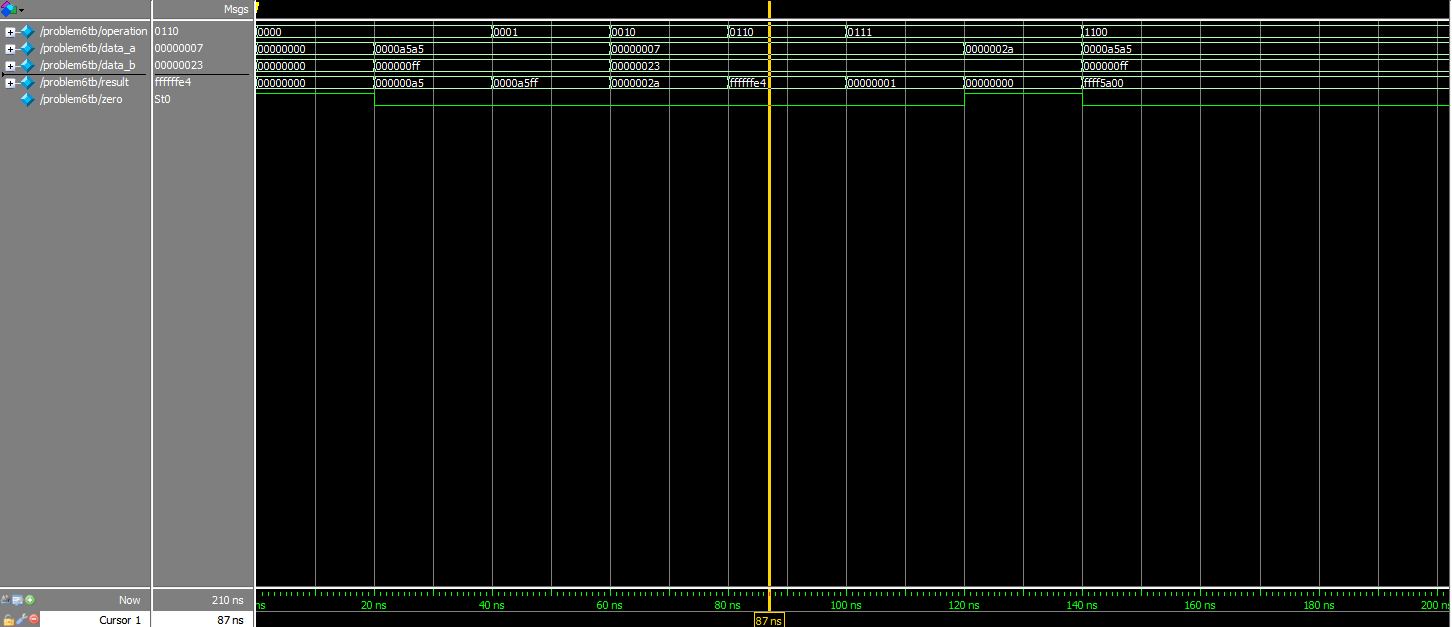 Msgs
/problem6tb/operation 0110 0000 0001 0010 0110 0111 1100
/problem6tb/data_a 00000007 00000000 0000a5a5 00000007 0000002a 0000a5a5
/problem6tb/data_b 00000023 00000000 000000ff 00000023 000000ff
/problem6tb/result ffffffe4 00000000 000000a5 0000a5ff 0000002a ffffffe4 00000001 00000000 ffff5a00
/problem6tb/zero St0
Now 210 ns ns 20 ns 40 ns 60 ns 80 ns 100 ns 120 ns 140 ns 160 ns 180 ns 200 n
Cursor 1 87 ns 87 ns